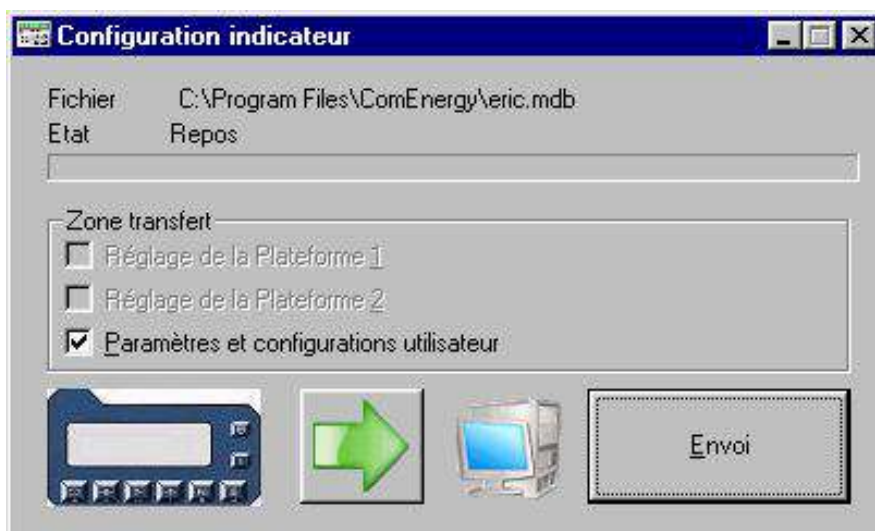 Configuration indicateur
Fichier C:\Program Files\ComEnergy\eric.mdb
Etat Repos
Zone transfert
Réglage de la Plateforme 1
Réglage de la Plateforme 2
Paramètres et configurations utilisateur
Envoi